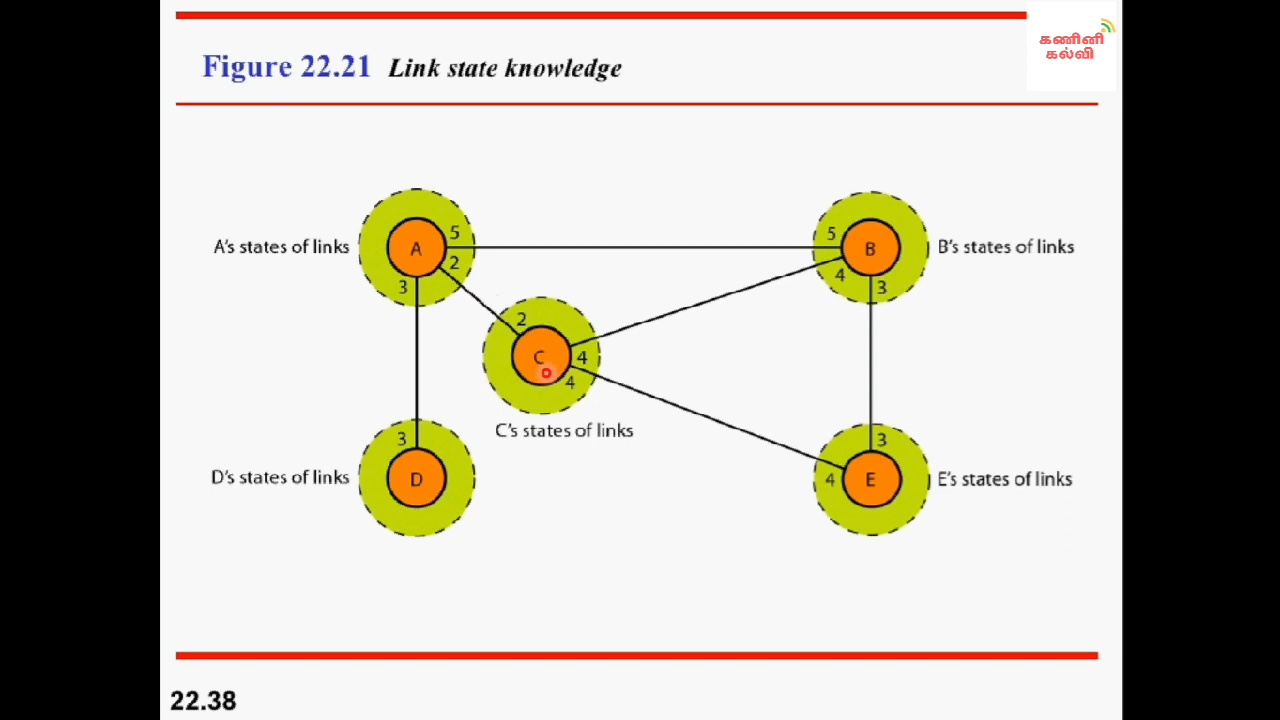 கணினி
கல்வி
Figure 22.21 Link state knowledge
A's states of links
A
5
2
3
5
B
4
3
B's states of links
2
C
4
4
C's states of links
D's states of links
3
D
3
4
E
E's states of links
22.38